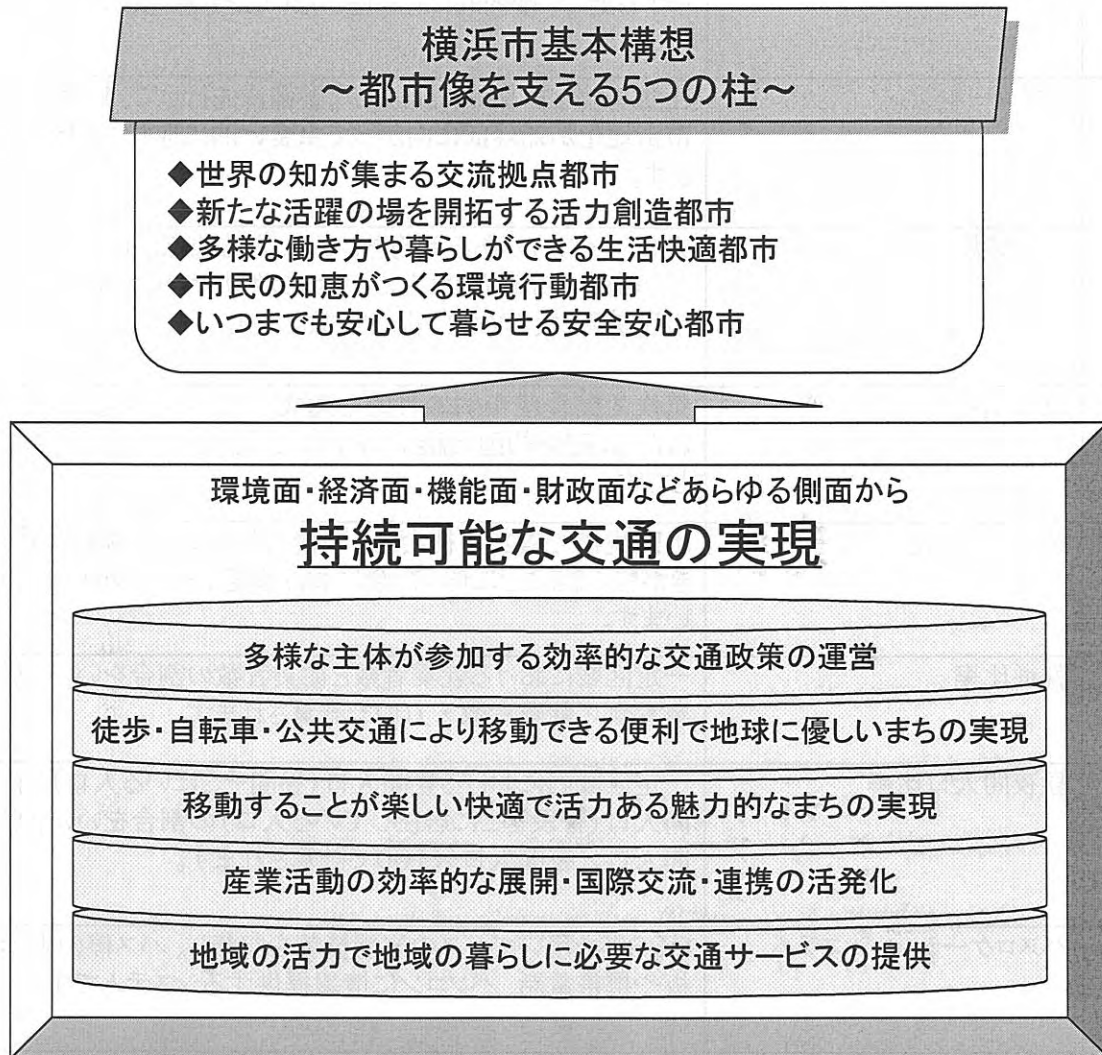 横浜市基本構想
～都市像を支える5つの柱～
◆世界の知が集まる交流拠点都市
◆新たな活躍の場を開拓する活力創造都市
◆多様な働き方や暮らしができる生活快適都市
◆市民の知恵がつくる環境行動都市
◆いつまでも安心して暮らせる安全安心都市
環境面・経済面・機能面・財政面などあらゆる側面から
持続可能な交通の実現
多様な主体が参加する効率的な交通政策の運営
徒歩・自転車・公共交通により移動できる便利で地球に優しいまちの実現
移動することが楽しい快適で活力ある魅力的なまちの実現
産業活動の効率的な展開・国際交流・連携の活発化
地域の活力で地域の暮らしに必要な交通サービスの提供